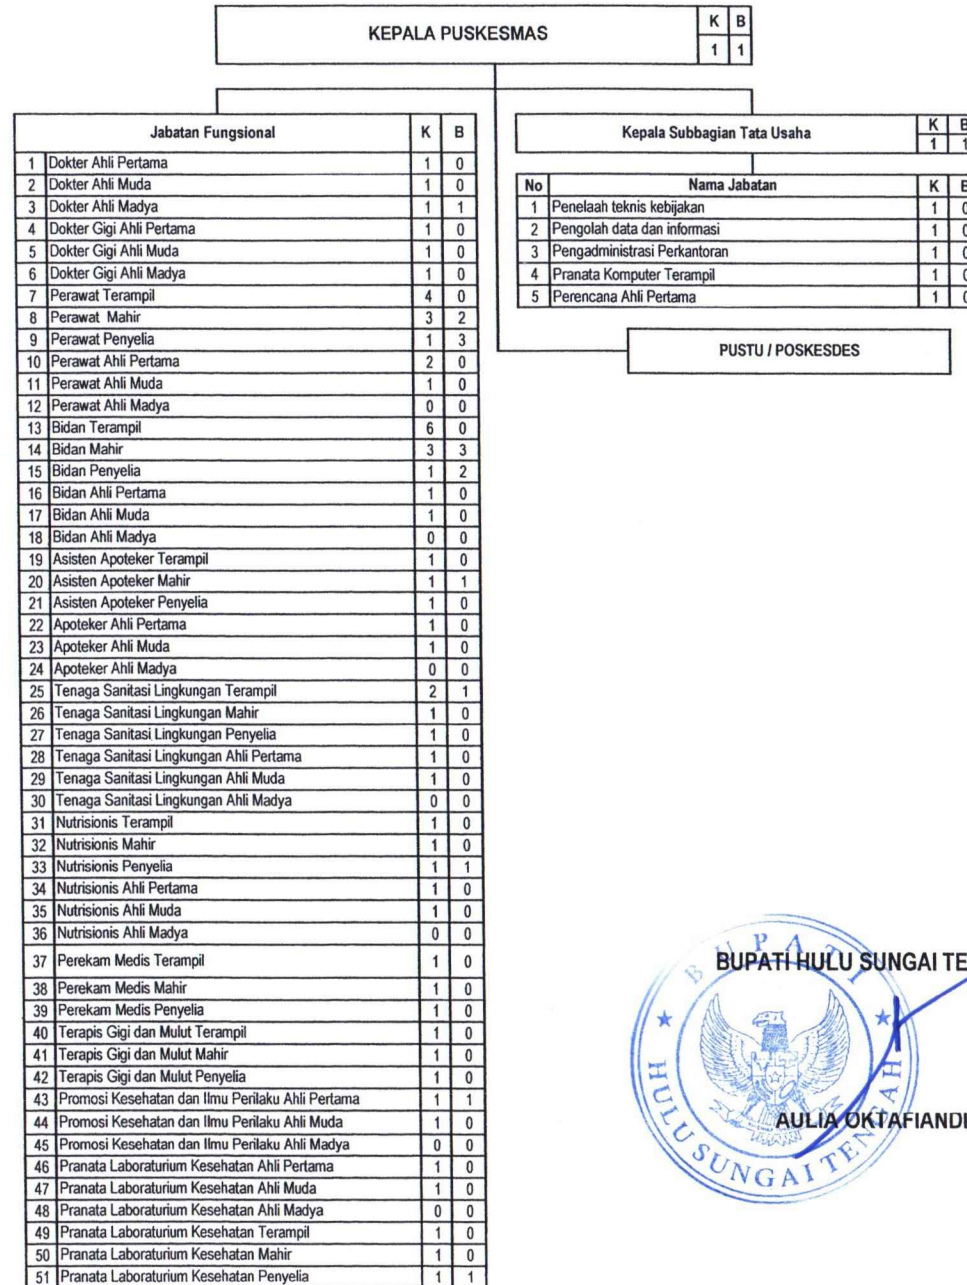 KEPALA PUSKESMAS K B
1 1
Jabatan Fungsional K B
1 Dokter Ahli Pertama 1 0
2 Dokter Ahli Muda 1 0
3 Dokter Ahli Madya 1 1
4 Dokter Gigi Ahli Pertama 1 0
5 Dokter Gigi Ahli Muda 1 0
6 Dokter Gigi Ahli Madya 1 0
7 Perawat Terampil 4 0
8 Perawat Mahir 3 2
9 Perawat Penyelia 1 3
10 Perawat Ahli Pertama 2 0
11 Perawat Ahli Muda 1 0
12 Perawat Ahli Madya 0 0
13 Bidan Terampil 6 0
14 Bidan Mahir 3 3
15 Bidan Penyelia 1 2
16 Bidan Ahli Pertama 1 0
17 Bidan Ahli Muda 1 0
18 Bidan Ahli Madya 0 0
19 Asisten Apoteker Terampil 1 0
20 Asisten Apoteker Mahir 1 1
21 Asisten Apoteker Penyelia 1 0
22 Apoteker Ahli Pertama 1 0
23 Apoteker Ahli Muda 1 0
24 Apoteker Ahli Madya 0 0
25 Tenaga Sanitasi Lingkungan Terampil 2 1
26 Tenaga Sanitasi Lingkungan Mahir 1 0
27 Tenaga Sanitasi Lingkungan Penyelia 1 0
28 Tenaga Sanitasi Lingkungan Ahli Pertama 1 0
29 Tenaga Sanitasi Lingkungan Ahli Muda 1 0
30 Tenaga Sanitasi Lingkungan Ahli Madya 0 0
31 Nutrisionis Terampil 1 0
32 Nutrisionis Mahir 1 0
33 Nutrisionis Penyelia 1 1
34 Nutrisionis Ahli Pertama 1 0
35 Nutrisionis Ahli Muda 1 0
36 Nutrisionis Ahli Madya 0 0
37 Perekam Medis Terampil 1 0
38 Perekam Medis Mahir 1 0
39 Perekam Medis Penyelia 1 0
40 Terapis Gigi dan Mulut Terampil 1 0
41 Terapis Gigi dan Mulut Mahir 1 0
42 Terapis Gigi dan Mulut Penyelia 1 0
43 Promosi Kesehatan dan Ilmu Perilaku Ahli Pertama 1 1
44 Promosi Kesehatan dan Ilmu Perilaku Ahli Muda 1 0
45 Promosi Kesehatan dan Ilmu Perilaku Ahli Madya 0 0
46 Pranata Laboraturium Kesehatan Ahli Pertama 1 0
47 Pranata Laboraturium Kesehatan Ahli Muda 1 0
48 Pranata Laboraturium Kesehatan Ahli Madya 0 0
49 Pranata Laboraturium Kesehatan Terampil 1 0
50 Pranata Laboraturium Kesehatan Mahir 1 0
51 Pranata Laboraturium Kesehatan Penyelia 1 1
Kepala Subbagian Tata Usaha K B
1 1
No Nama Jabatan K B
1 Penelaah teknis kebijakan 1 0
2 Pengolah data dan informasi 1 0
3 Pengadministrasi Perkantoran 1 0
4 Pranata Komputer Terampil 1 0
5 Perencana Ahli Pertama 1 0
PUSTU / POSKESDES
BUPATI HULU SUNGAI TE
BUPATI
HULU SUNGAI TENGAH
AULIA OKTAFIANDI